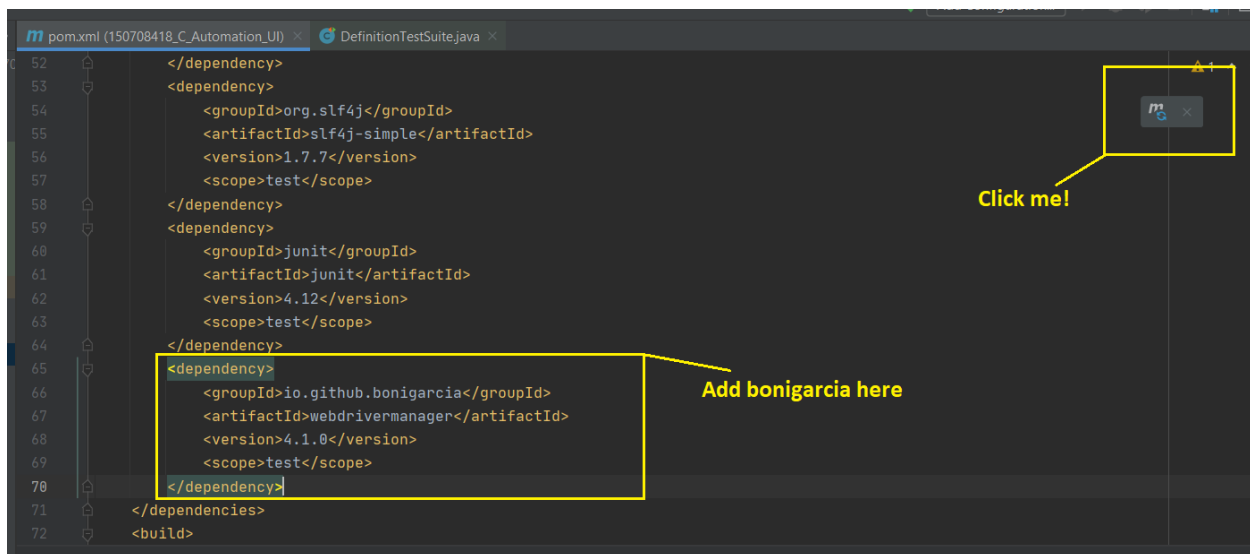 pom.xml (150708418_C_Automation_UI)
DefinitionTestSuite.java
52 </dependency>
1
53 <dependency>
54 <groupId>org.slf4j</groupId>
55 <artifactId>slf4j-simple</artifactId>
56 <version>1.7.7</version>
57 <scope>test</scope>
Click me!
58 </dependency>
59 <dependency>
60 <groupId>junit</groupId>
61 <artifactId>junit</artifactId>
62 <version>4.12</version>
63 <scope>test</scope>
64 </dependency>
65 <dependency>
66 <groupId>io.github.bonigarcia</groupId>
Add bonigarcia here
67 <artifactId>webdrivermanager</artifactId>
68 <version>4.1.0</version>
69 <scope>test</scope>
70 </dependency>
71 </dependencies>
72 <build>